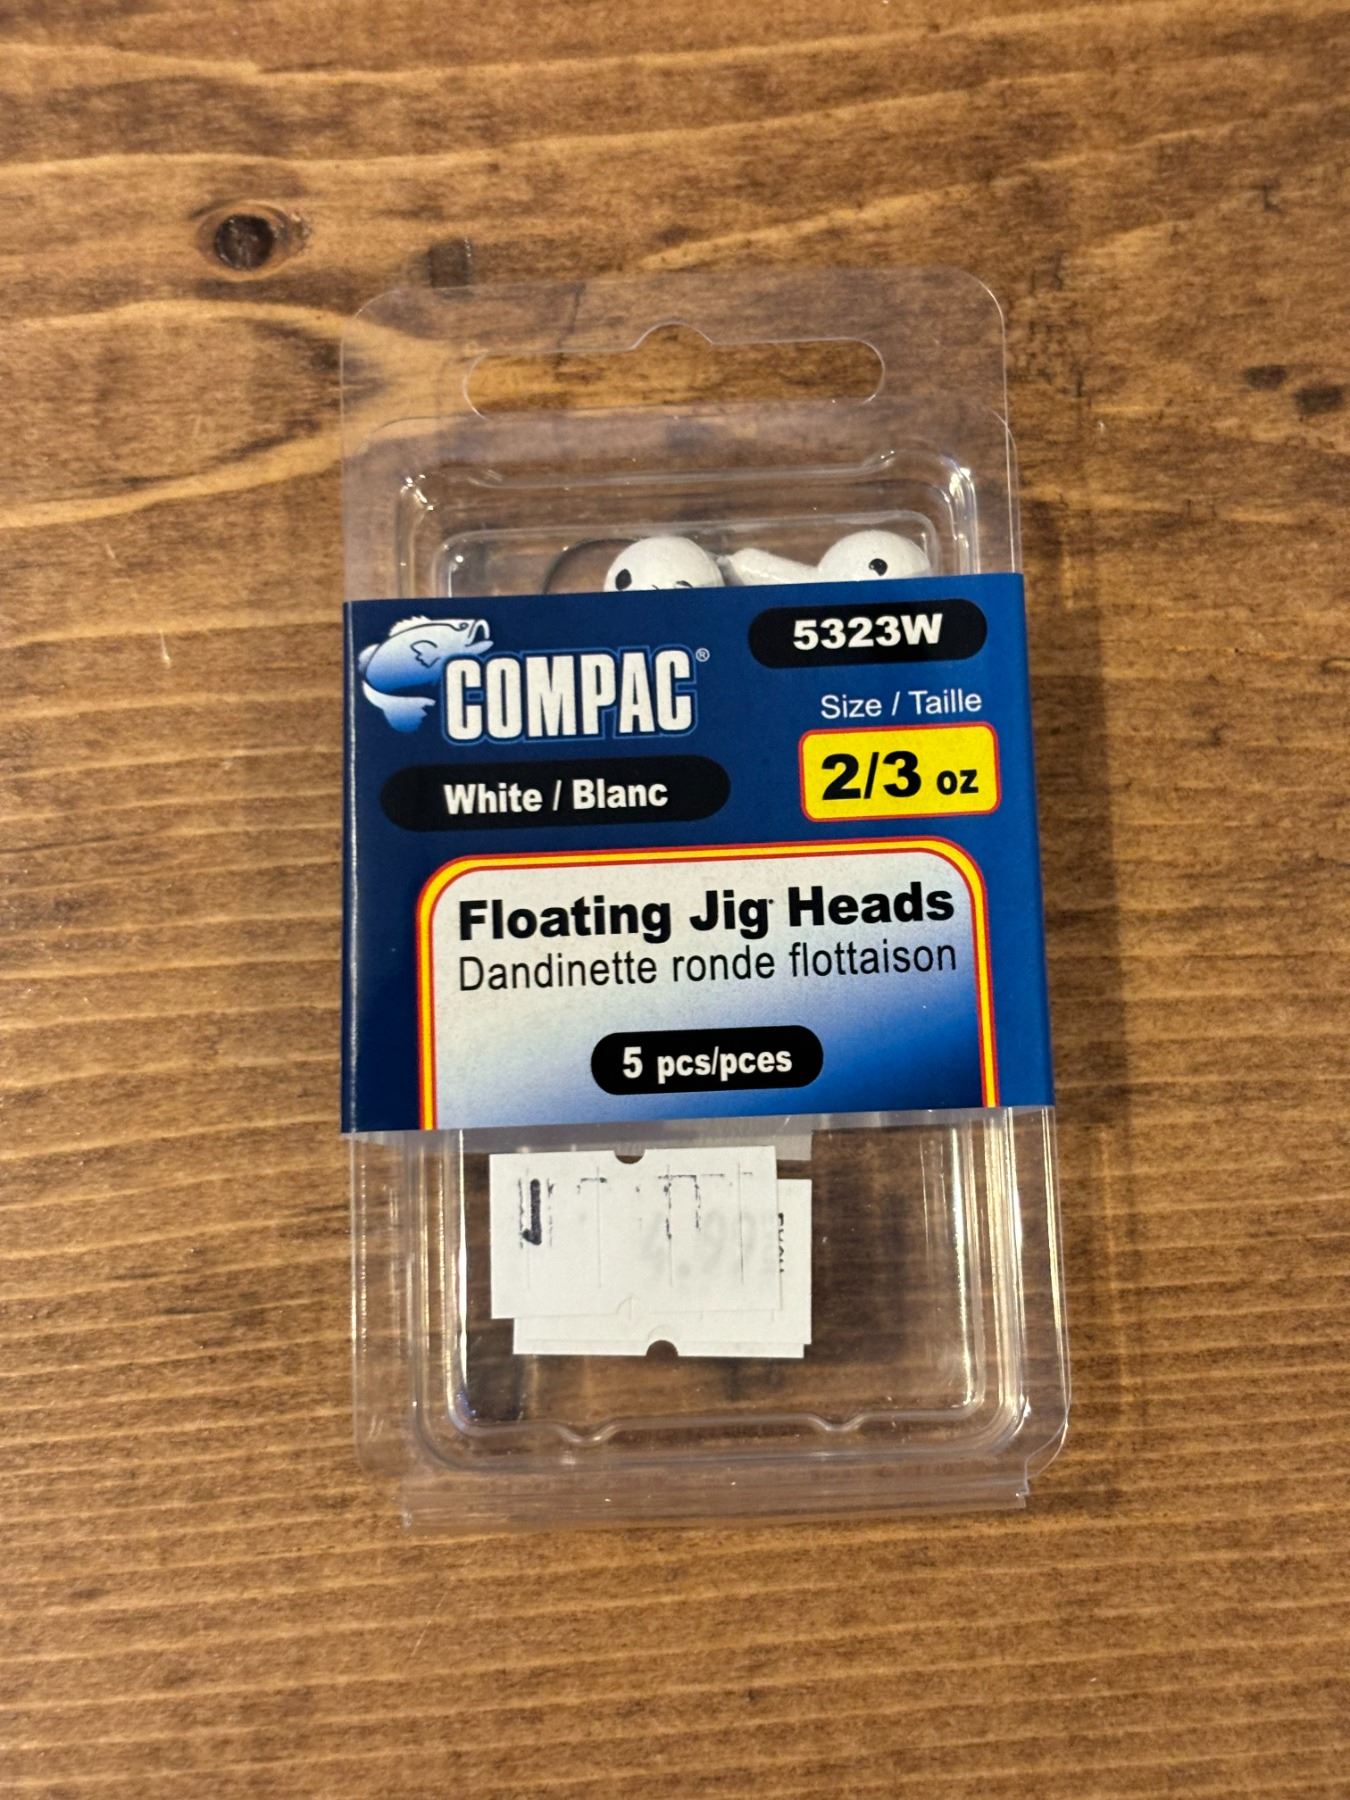 COMPAC®
5323W
Size / Taille
2/3 oz
White / Blanc
Floating Jig Heads
Dandinette ronde flottaison
5 pcs/pces